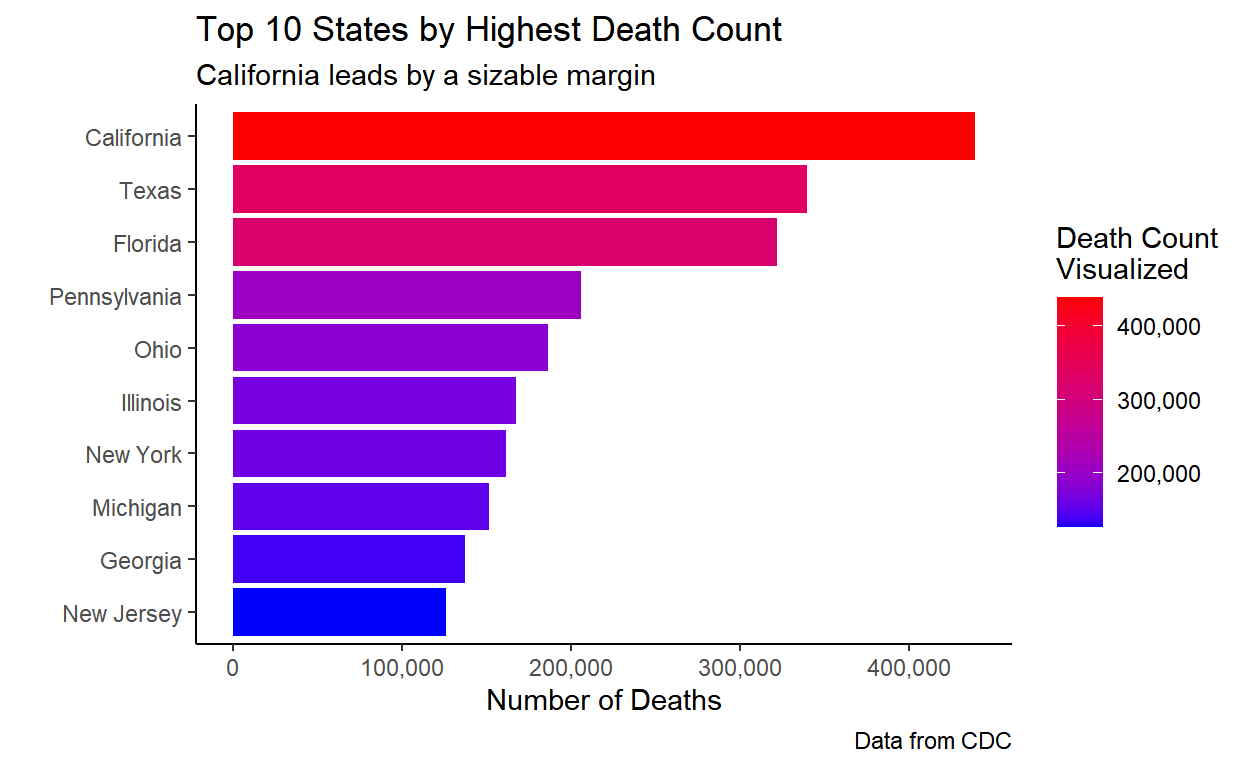 Top 10 States by Highest Death Count
California leads by a sizable margin
California
Texas
Florida
Pennsylvania
Ohio
Illinois
New York
Michigan
Georgia
New Jersey
0 100,000 200,000 300,000 400,000
Number of Deaths
Death Count
Visualized
400,000
300,000
200,000
Data from CDC